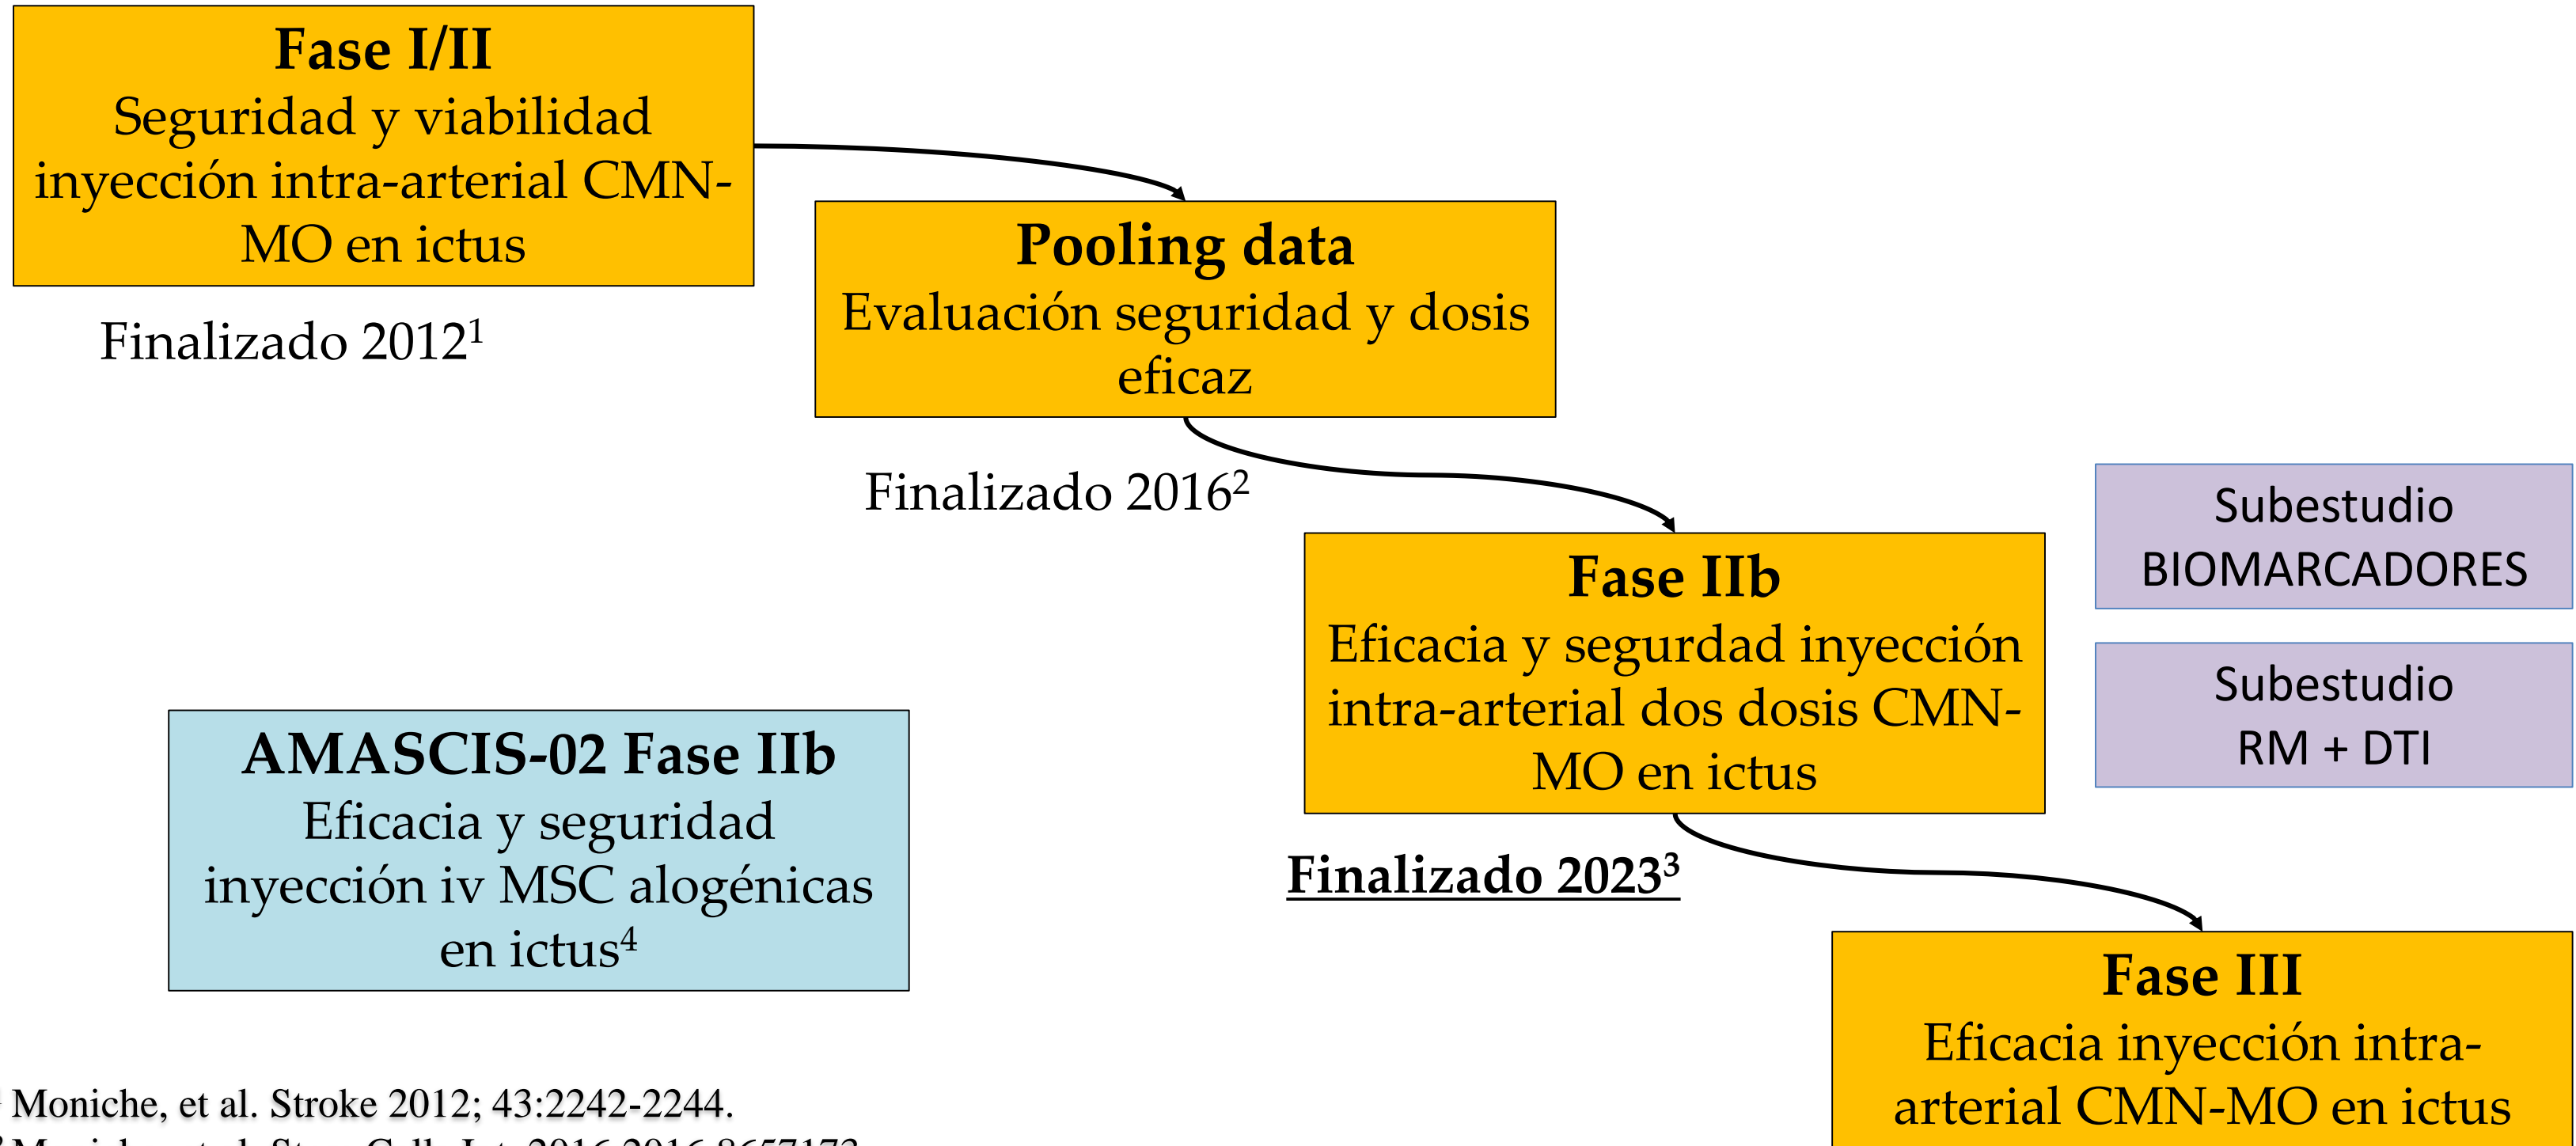 Fase I/II
Seguridad y viabilidad
inyección intra-arterial CMN-
MO en ictus
Finalizado 2012¹
Pooling data
Evaluación seguridad y dosis
eficaz
Finalizado 2016²
Fase IIb
Eficacia y segurdad inyección
intra-arterial dos dosis CMN-
MO en ictus
Finalizado 2023³
Subestudio
BIOMARCADORES
Subestudio
RM + DTI
AMASCIS-02 Fase IIb
Eficacia y seguridad
inyección iv MSC alogénicas
en ictus⁴
Fase III
Eficacia inyección intra-
arterial CMN-MO en ictus
Moniche, et al. Stroke 2012; 43:2242-2244.